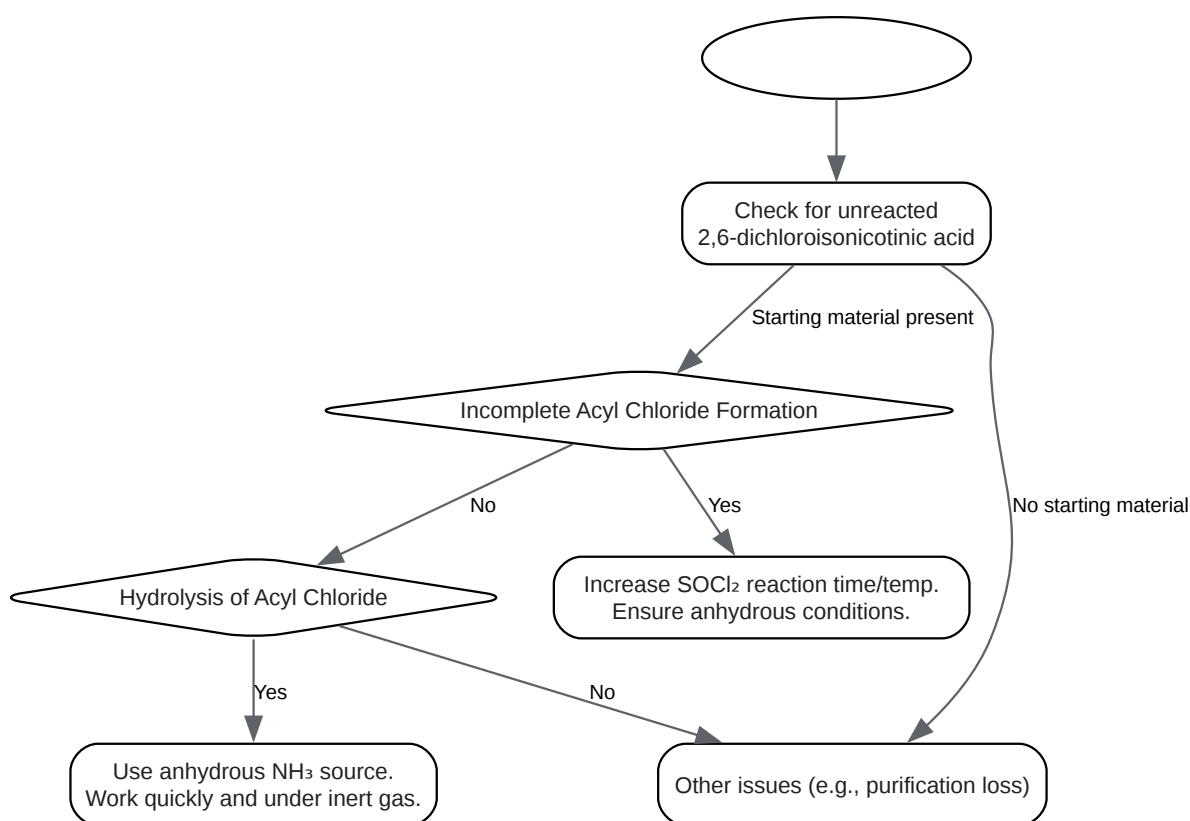 Check for unreacted
2,6-dichloroisonicotinic acid
Starting material present
Incomplete Acyl Chloride Formation
No
Yes
No starting material
Hydrolysis of Acyl Chloride
Increase SOCl₂ reaction time/temp.
Ensure anhydrous conditions.
Yes
No
Use anhydrous NH₃ source.
Work quickly and under inert gas.
Other issues (e.g., purification loss)